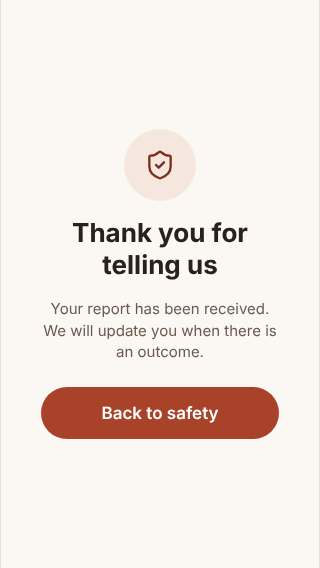 Thank you for
telling us
Your report has been received.
We will update you when there is
an outcome.
Back to safety